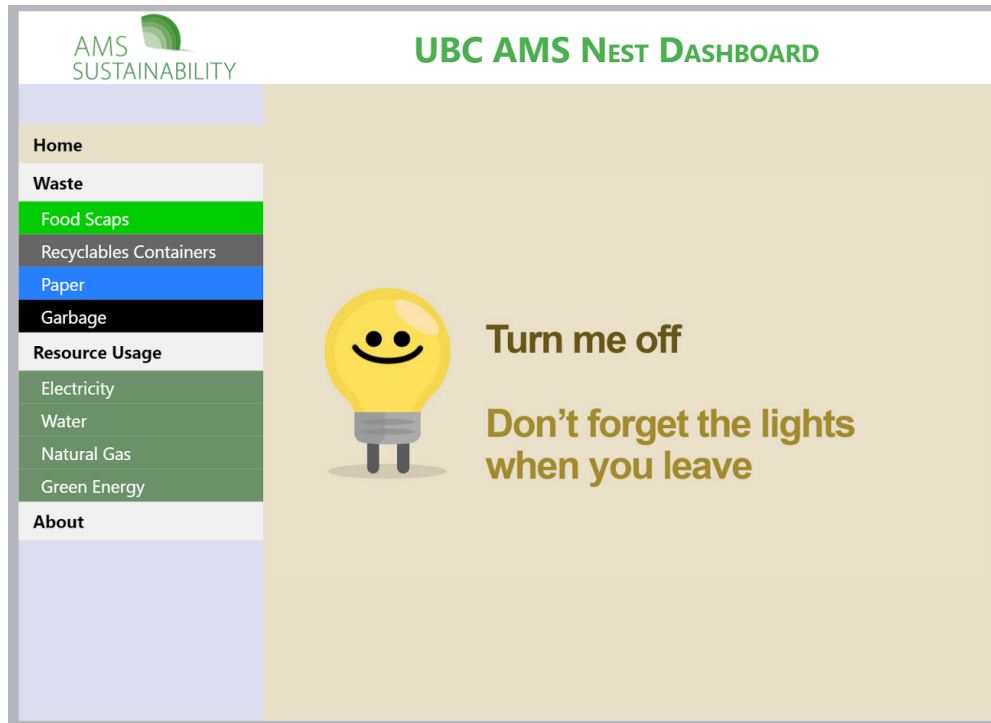 AMS
SUSTAINABILITY
UBC AMS NEST DASHBOARD
Home
Waste
Food Scaps
Recyclables Containers
Paper
Garbage
Resource Usage
Electricity
Water
Natural Gas
Green Energy
About
Turn me off
Don’t forget the lights
when you leave